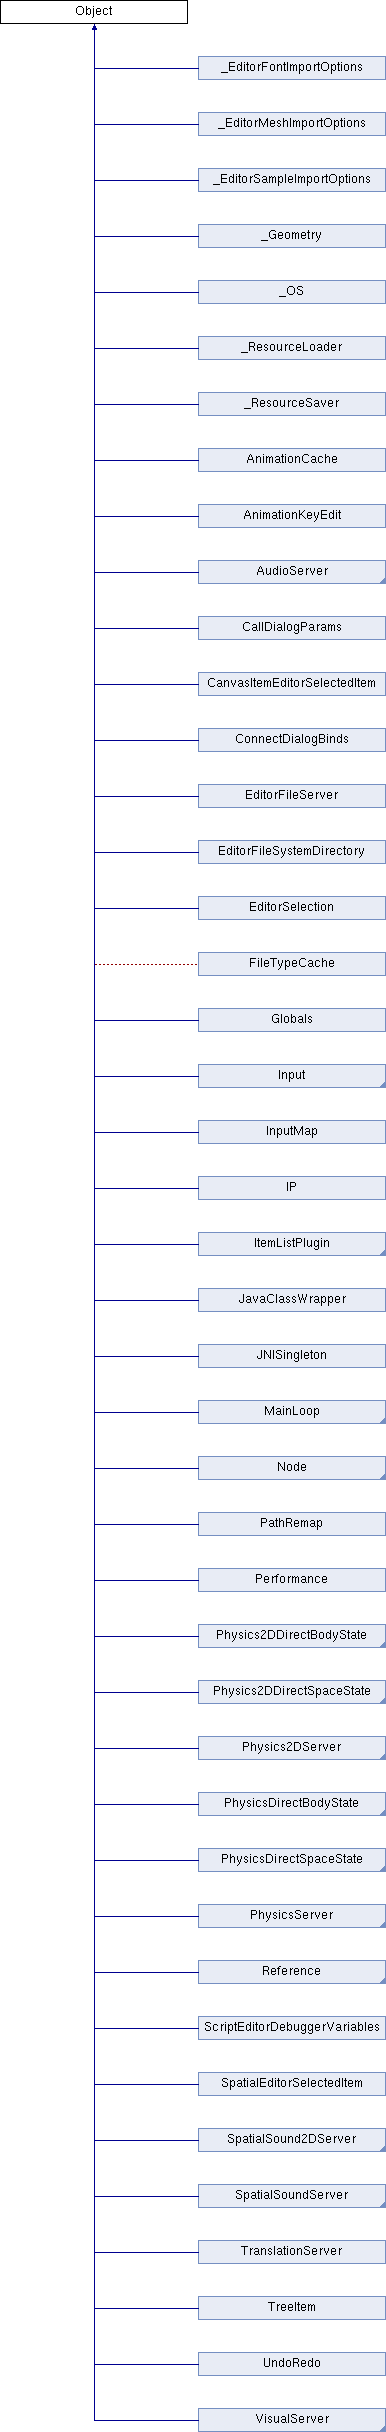 Object
_EditorFontImportOptions
_EditorMeshImportOptions
_EditorSampleImportOptions
_Geometry
_OS
_ResourceLoader
_ResourceSaver
AnimationCache
AnimationKeyEdit
AudioServer
CallDialogParams
CanvasItemEditorSelectedItem
ConnectDialogBinds
EditorFileServer
EditorFileSystemDirectory
EditorSelection
FileTypeCache
Globals
Input
InputMap
IP
ItemListPlugin
JavaClassWrapper
JNISingleton
MainLoop
Node
PathRemap
Performance
Physics2DDirectBodyState
Physics2DDirectSpaceState
Physics2DServer
PhysicsDirectBodyState
PhysicsDirectSpaceState
PhysicsServer
Reference
ScriptEditorDebuggerVariables
SpatialEditorSelectedItem
SpatialSound2DServer
SpatialSoundServer
TranslationServer
TreeItem
UndoRedo
VisualServer